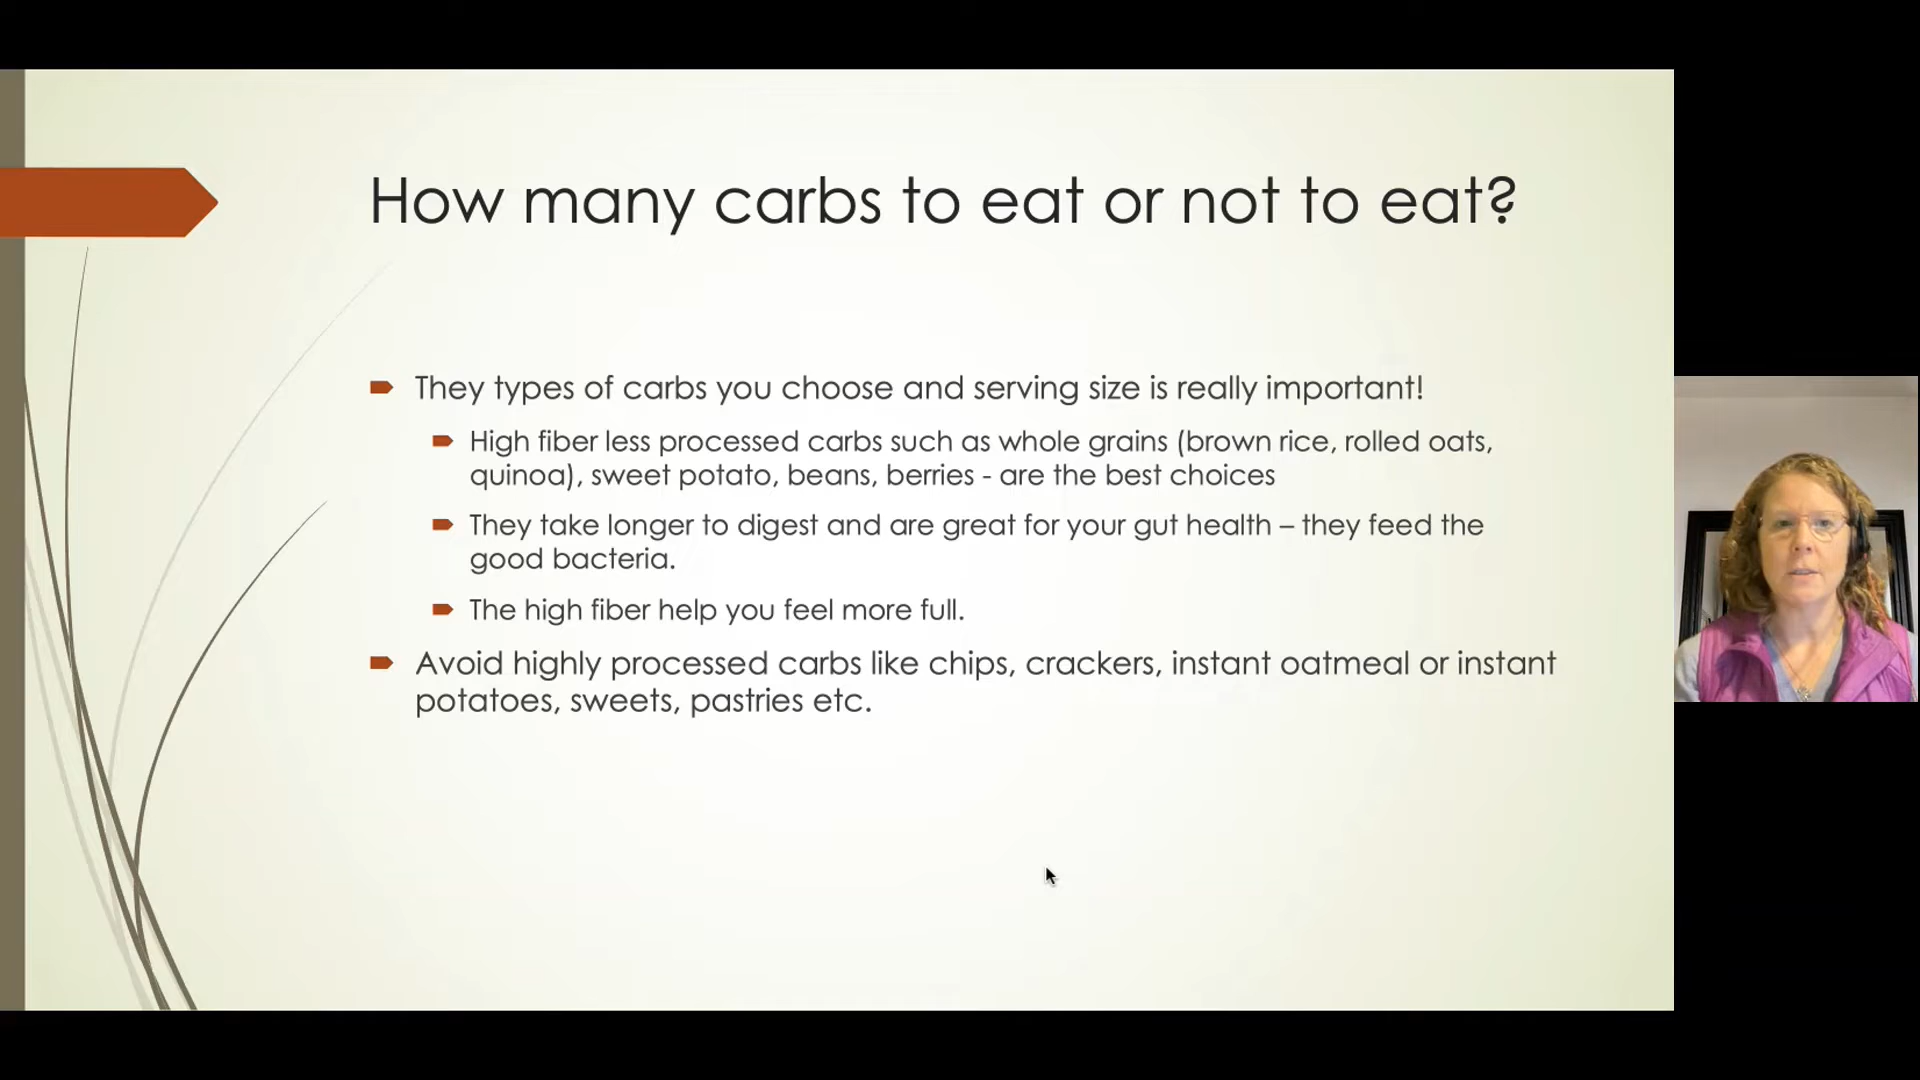 How many carbs to eat or not to eat?
They types of carbs you choose and serving size is really important!
High fiber less processed carbs such as whole grains (brown rice, rolled oats,
quinoa), sweet potato, beans, berries - are the best choices
They take longer to digest and are great for your gut health – they feed the
good bacteria.
The high fiber help you feel more full.
Avoid highly processed carbs like chips, crackers, instant oatmeal or instant
potatoes, sweets, pastries etc.